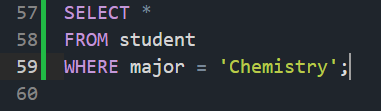 57 SELECT *
58 FROM student
59 WHERE major = 'Chemistry';
60